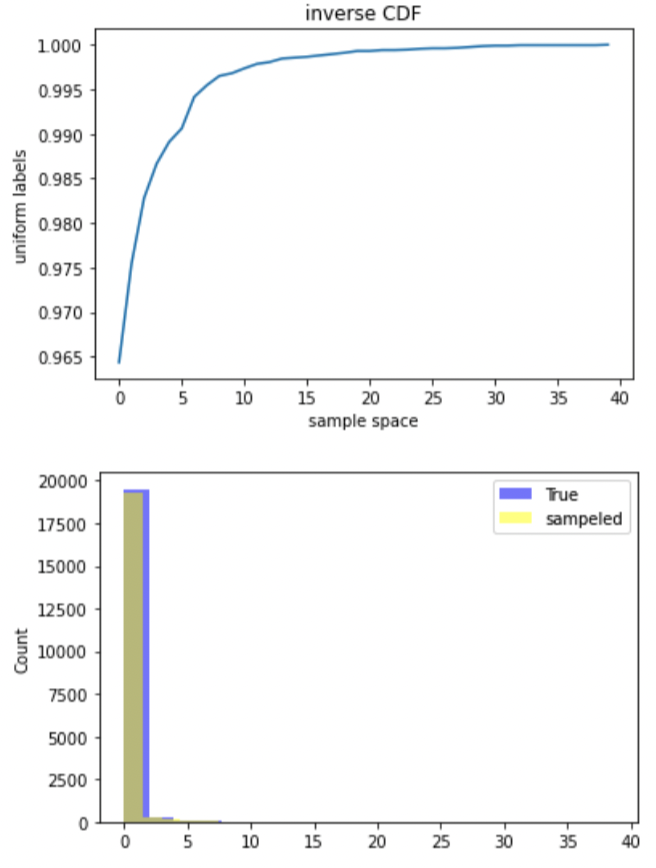 inverse CDF
1.000
0.995
0.990
0.985
0.980
0.975
0.970
0.965
uniform labels
0 5 10 15 20 25 30 35 40
sample space
20000
17500
15000
12500
10000
7500
5000
2500
0
Count
True
sampeled
0 5 10 15 20 25 30 35 40